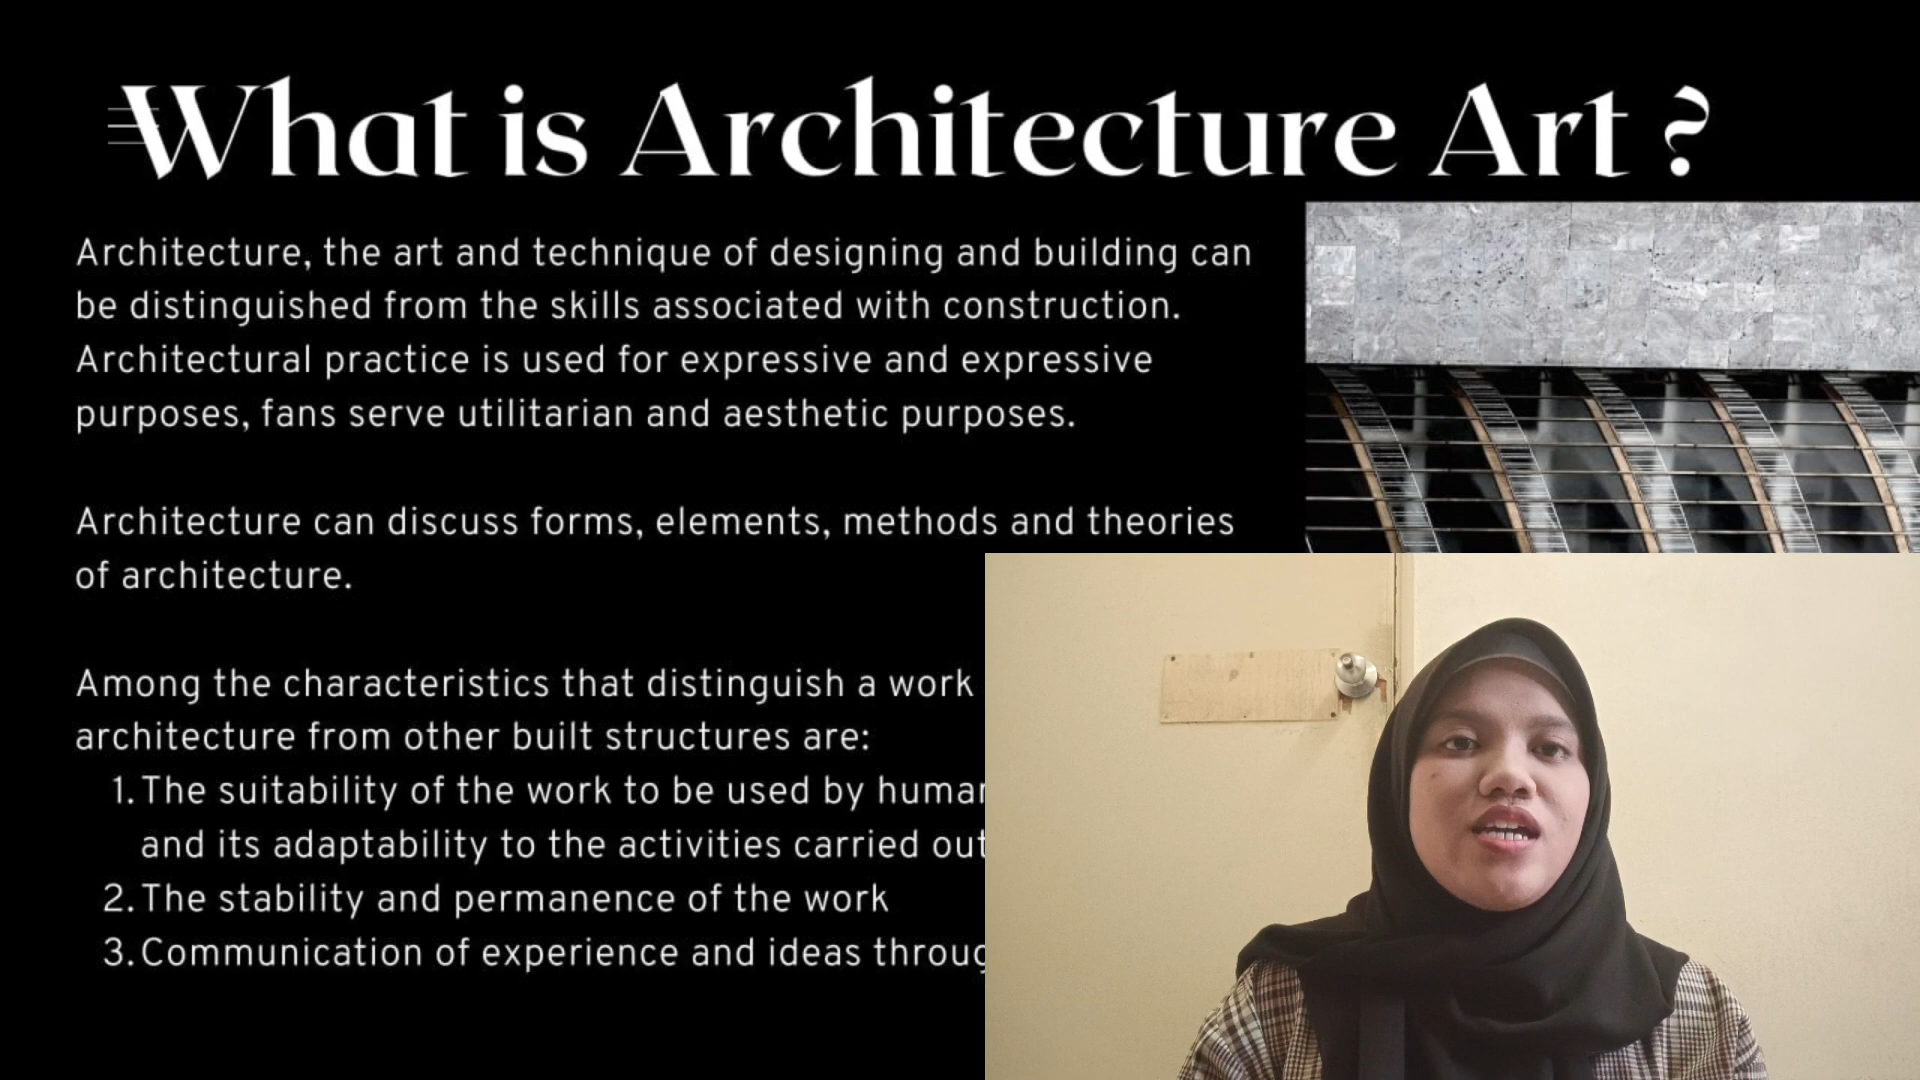 What is Architecture Art ?
Architecture, the art and technique of designing and building can
be distinguished from the skills associated with construction.
Architectural practice is used for expressive and expressive
purposes, fans serve utilitarian and aesthetic purposes.
Architecture can discuss forms, elements, methods and theories
of architecture.
Among the characteristics that distinguish a work
architecture from other built structures are:
1. The suitability of the work to be used by
and its adaptability to the activities carried out
2. The stability and permanence of the work
3. Communication of experience and ideas